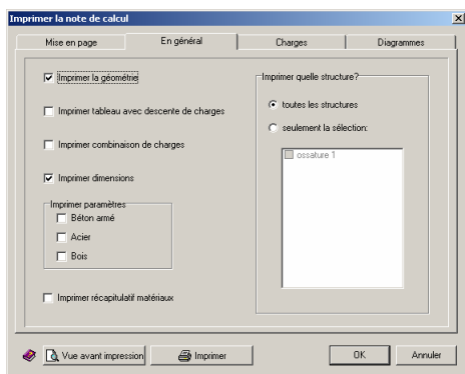 Imprimer la note de calcul
Mise en page
En général
Charges
Diagrammes
Imprimer la géométrie
Imprimer tableau avec descente de charges
Imprimer combinaison de charges
Imprimer dimensions
Imprimer paramètres
Béton armé
Acier
Bois
Imprimer récapitulatif matériaux
Imprimer quelle structure?
toutes les structures
seulement la sélection:
ossature 1
Vue avant impression
Imprimer
OK
Annuler